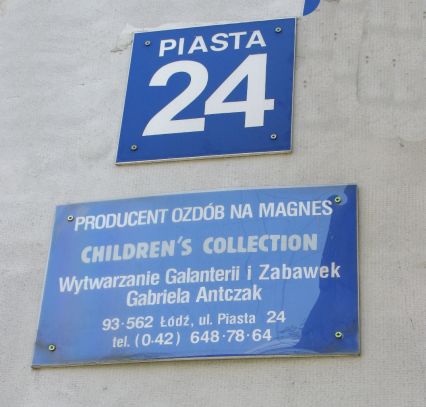 PIASTA
24
PRODUCENT OZDÓB NA MAGNES
CHILDREN'S COLLECTION
Wytwarzanie Galanterii i Zabawek
Gabriela Antczak
93-562 Łódź, ul. Piasta 24
tel. (0-42) 648-78-64